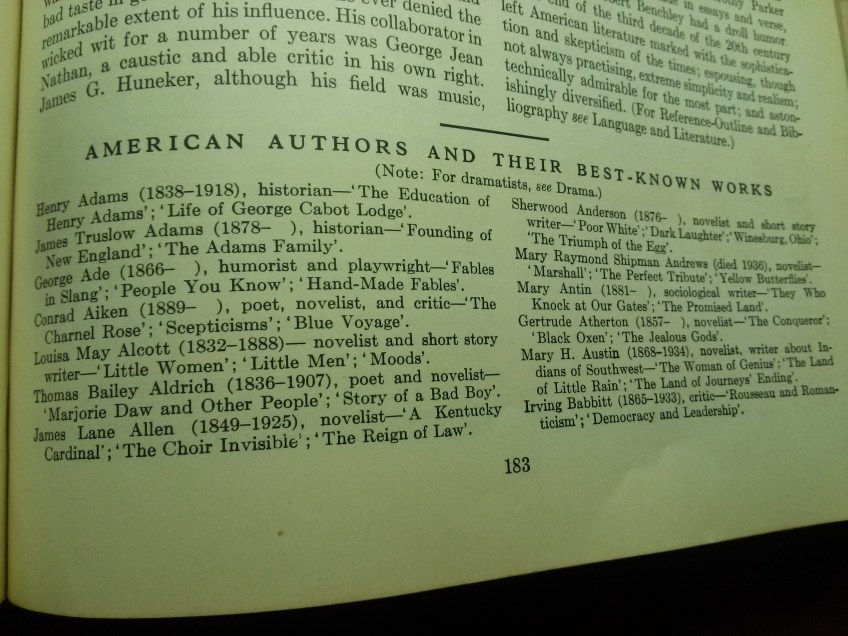 bad taste in
ever denied the
remarkable extent of his influence. His collaborator in
wicked wit for a number of years was George Jean
Nathan, a caustic and able critic in his own right.
James G. Huneker, although his field was music,
in essays and verse,
Benchley had a droll humor.
end of the third decade of the 20th century
left American literature marked with the sophistica-
tion and skepticism of the times; espousing, though
not always practising, extreme simplicity and realism;
technically admirable for the most part; and aston-
ishingly diversified. (For Reference-Outline and Bib-
liography see Language and Literature.)
AMERICAN AUTHORS AND THEIR BEST-KNOWN WORKS
(Note: For dramatists, see Drama.)
Henry Adams (1838–1918), historian—'The Education of
Henry Adams'; 'Life of George Cabot Lodge'.
James Truslow Adams (1878– ), historian—'Founding of
New England'; 'The Adams Family'.
George Ade (1866– ), humorist and playwright—'Fables
in Slang'; 'People You Know'; 'Hand-Made Fables'.
Conrad Aiken (1889– ), poet, novelist, and critic—'The
Charnel Rose'; 'Scepticisms'; 'Blue Voyage'.
Louisa May Alcott (1832–1888)— novelist and short story
writer—'Little Women'; 'Little Men'; 'Moods'.
Thomas Bailey Aldrich (1836–1907), poet and novelist—
'Marjorie Daw and Other People'; 'Story of a Bad Boy'.
James Lane Allen (1849–1925), novelist—'A Kentucky
Cardinal'; 'The Choir Invisible'; 'The Reign of Law'.
Sherwood Anderson (1876– ), novelist and short story
writer—'Poor White'; 'Dark Laughter'; 'Winesburg, Ohio';
'The Triumph of the Egg'.
Mary Raymond Shipman Andrews (died 1936), novelist—
'Marshall'; 'The Perfect Tribute'; 'Yellow Butterflies'.
Mary Antin (1881– ), sociological writer—'They Who
Knock at Our Gates'; 'The Promised Land'.
Gertrude Atherton (1857– ), novelist—'The Conqueror';
'Black Oxen'; 'The Jealous Gods'.
Mary H. Austin (1868-1934), novelist, writer about In-
dians of Southwest—'The Woman of Genius'; 'The Land
of Little Rain'; 'The Land of Journeys' Ending'.
Irving Babbitt (1865–1933), critic—'Rousseau and Roman-
ticism'; 'Democracy and Leadership'.
183